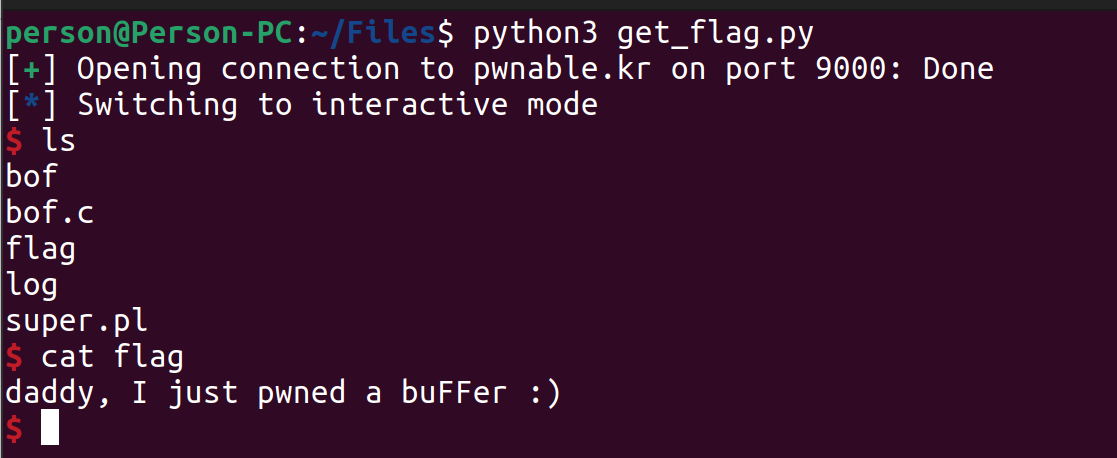 person@Person-PC:~/Files$ python3 get_flag.py
[+] Opening connection to pwnable.kr on port 9000: Done
[*] Switching to interactive mode
$ ls
bof
bof.c
flag
log
super.pl
$ cat flag
daddy, I just pwned a buFFer :)
$